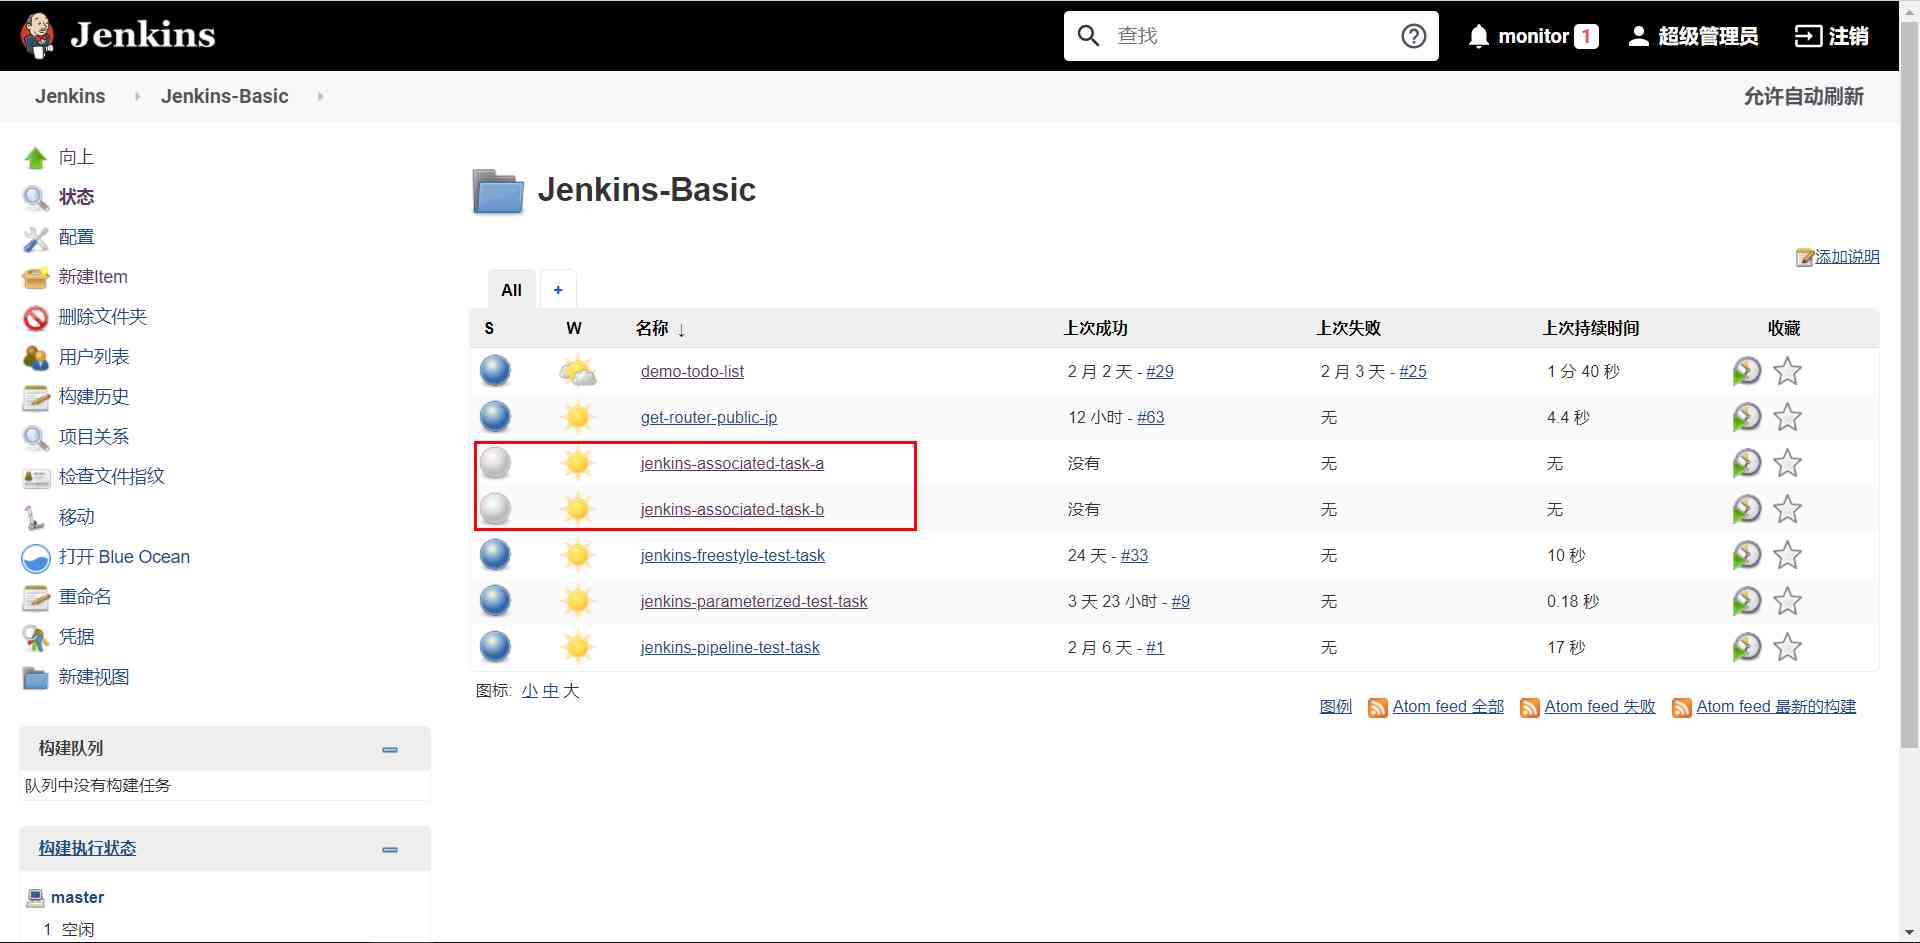 Jenkins
查找
monitor 1
超级管理员
注销
Jenkins Jenkins-Basic
允许自动刷新
向上
状态
配置
新建Item
删除文件夹
用户列表
构建历史
项目关系
检查文件指纹
移动
打开 Blue Ocean
重命名
凭据
新建视图
构建队列
队列中没有构建任务
构建执行状态
master
1 空闲
Jenkins-Basic
添加说明
All +
S W 名称 ↓ 上次成功 上次失败 上次持续时间 收藏
demo-todo-list 2 月 2 天 - #29 2 月 3 天 - #25 1 分 40 秒
get-router-public-ip 12 小时 - #63 无 4.4 秒
jenkins-associated-task-a 没有 无 无
jenkins-associated-task-b 没有 无 无
jenkins-freestyle-test-task 24 天 - #33 无 10 秒
jenkins-parameterized-test-task 3 天 23 小时 - #9 无 0.18 秒
jenkins-pipeline-test-task 2 月 6 天 - #1 无 17 秒
图标: 小 中 大
图例 Atom feed 全部 Atom feed 失败 Atom feed 最新的构建